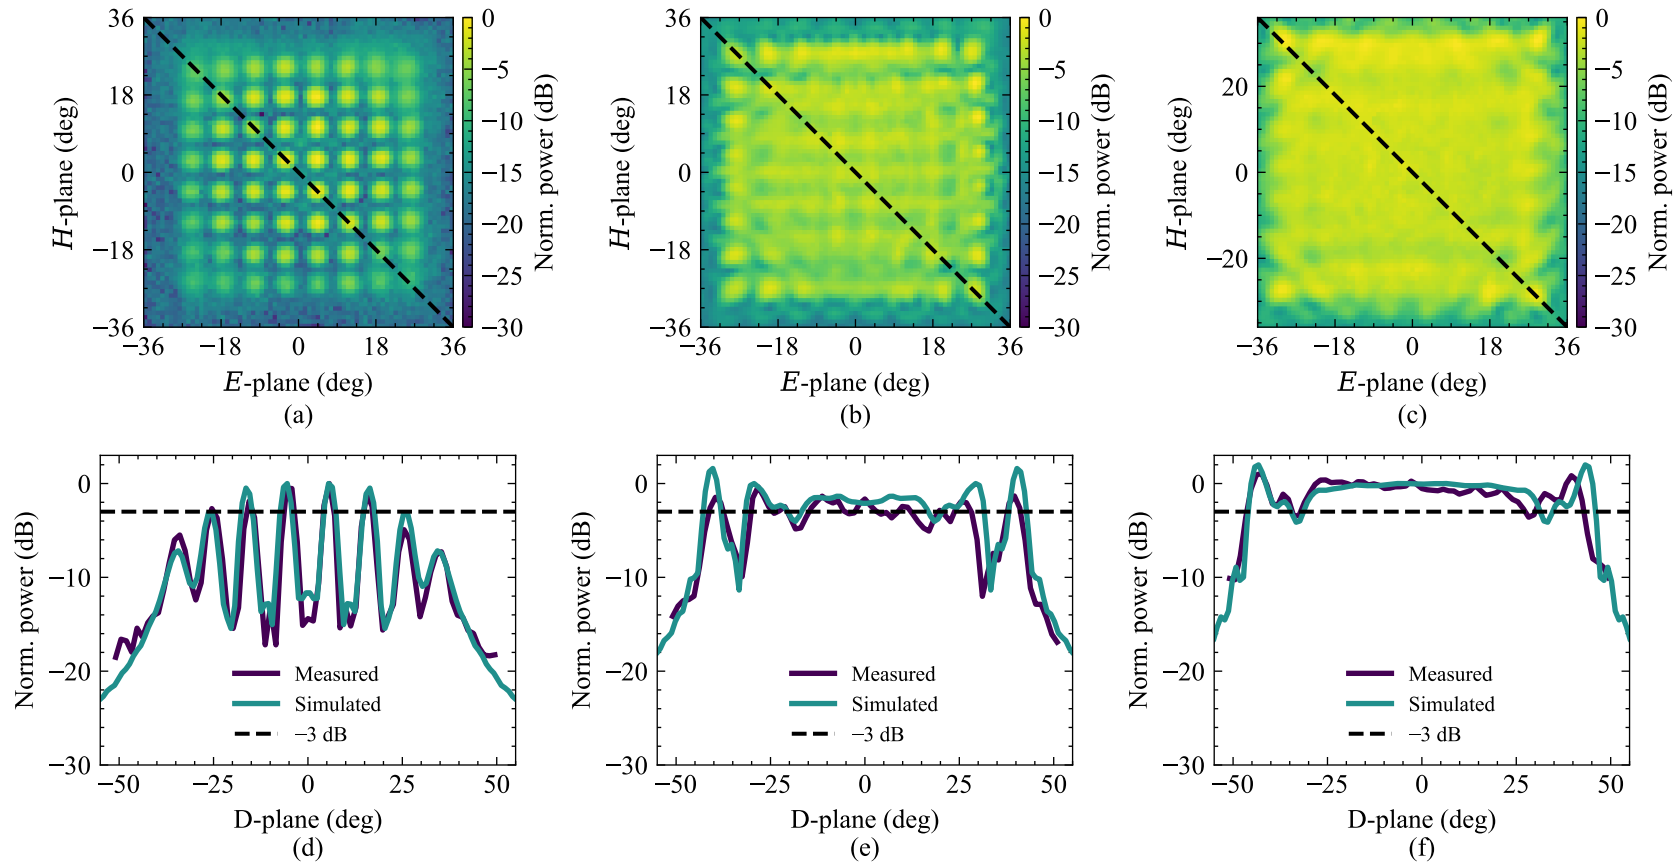 36
18
0
−18
−36
H-plane (deg)
−36 −18 0 18 36
E-plane (deg)
(a)
0
−5
−10
−15
−20
−25
−30
Norm. power (dB)
36
18
0
−18
−36
H-plane (deg)
−36 −18 0 18 36
E-plane (deg)
(b)
0
−5
−10
−15
−20
−25
−30
Norm. power (dB)
20
0
−20
H-plane (deg)
−36 −18 0 18 36
E-plane (deg)
(c)
0
−5
−10
−15
−20
−25
−30
Norm. power (dB)
0
−10
−20
−30
Norm. power (dB)
Measured
Simulated
−3 dB
−50 −25 0 25 50
D-plane (deg)
(d)
0
−10
−20
−30
Norm. power (dB)
Measured
Simulated
−3 dB
−50 −25 0 25 50
D-plane (deg)
(e)
0
−10
−20
−30
Norm. power (dB)
Measured
Simulated
−3 dB
−50 −25 0 25 50
D-plane (deg)
(f)